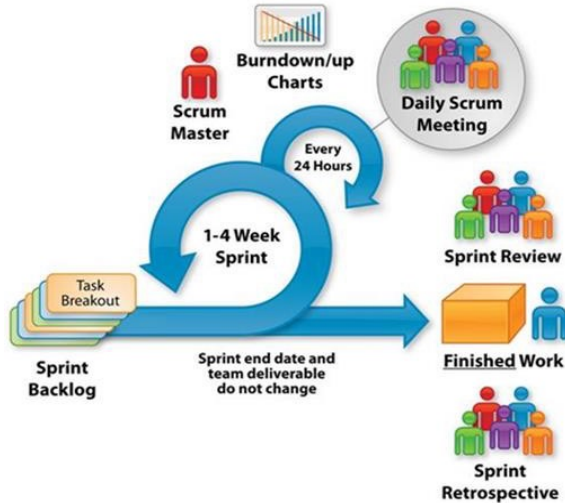 Burndown/up
Charts
Scrum
Master
Daily Scrum
Meeting
Every
24 Hours
1-4 Week
Sprint
Sprint Review
Task
Breakout
Sprint
Backlog
Sprint end date and
team deliverable
do not change
Finished Work
Sprint
Retrospective